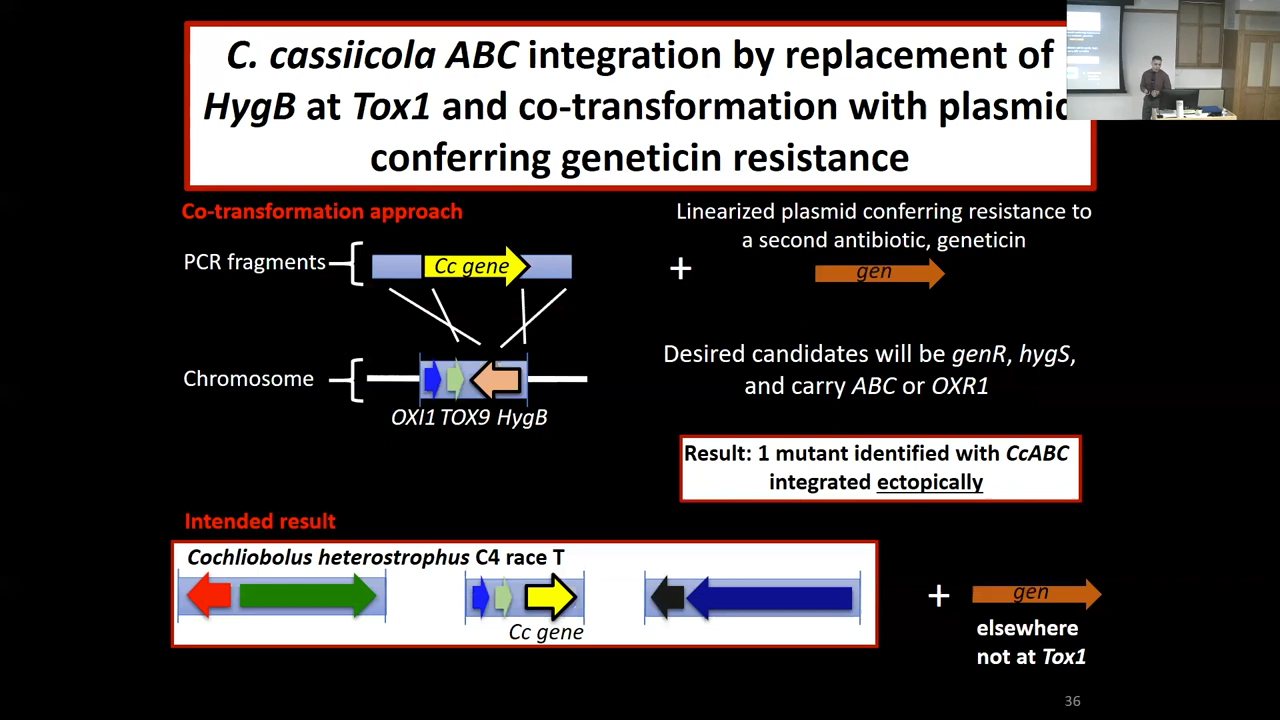 C. cassiicola ABC integration by replacement of
HygB at Tox1 and co-transformation with plasmid
conferring geneticin resistance
Co-transformation approach
PCR fragments
Cc gene
+
Linearized plasmid conferring resistance to
a second antibiotic, geneticin
gen
Chromosome
OXI1 TOX9 HygB
Desired candidates will be genR, hygS,
and carry ABC or OXR1
Result: 1 mutant identified with CcABC
integrated ectopically
Intended result
Cochliobolus heterostrophus C4 race T
Cc gene
+
gen
elsewhere
not at Tox1
36